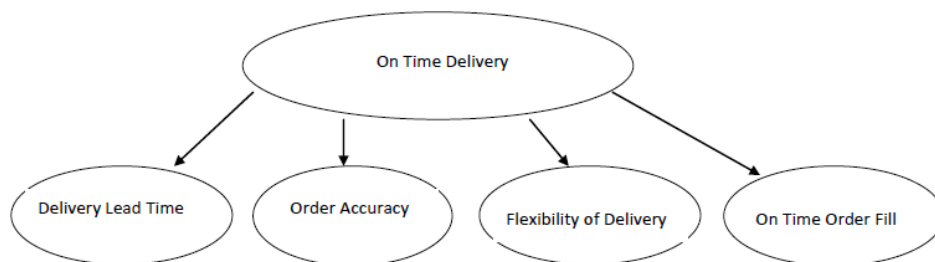 On Time Delivery
Delivery Lead Time
Order Accuracy
Flexibility of Delivery
On Time Order Fill